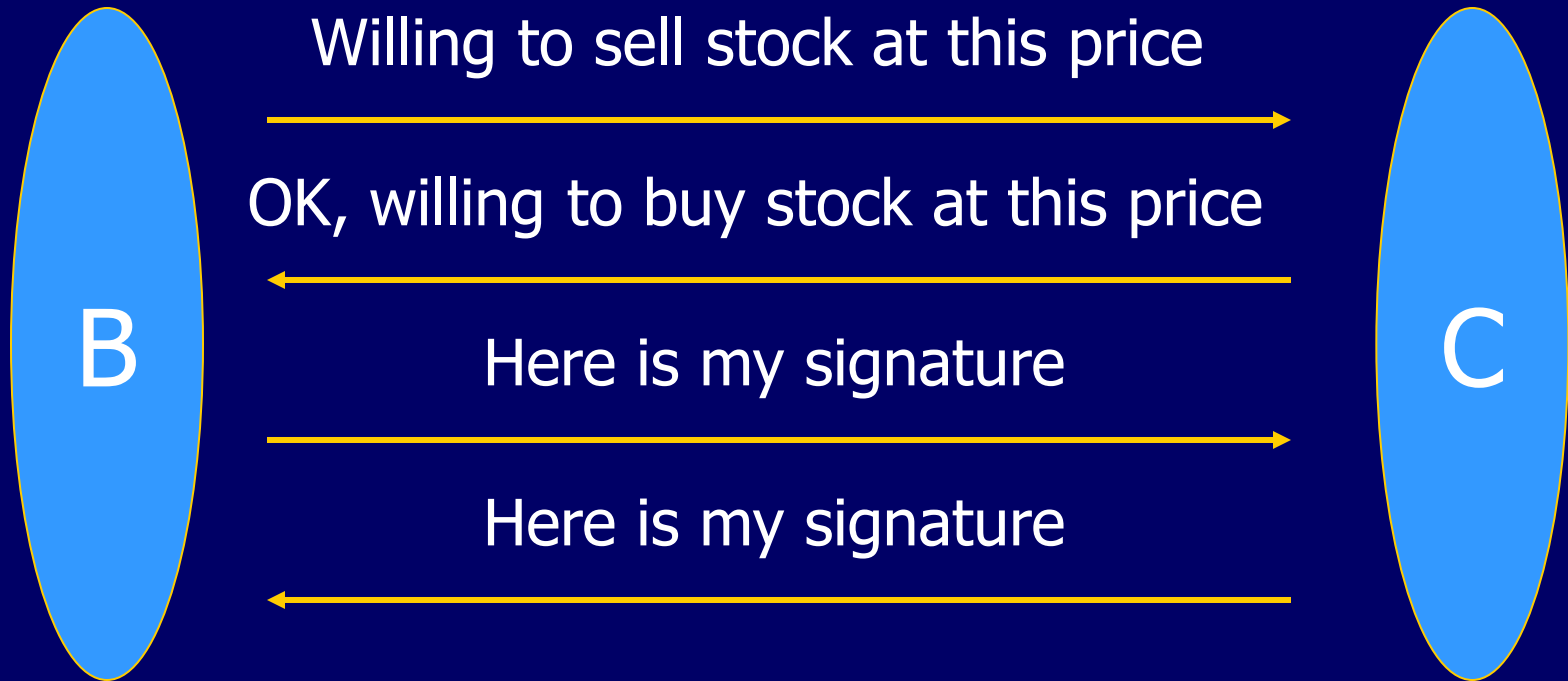 Willing to sell stock at this price
OK, willing to buy stock at this price
B
C
Here is my signature
Here is my signature